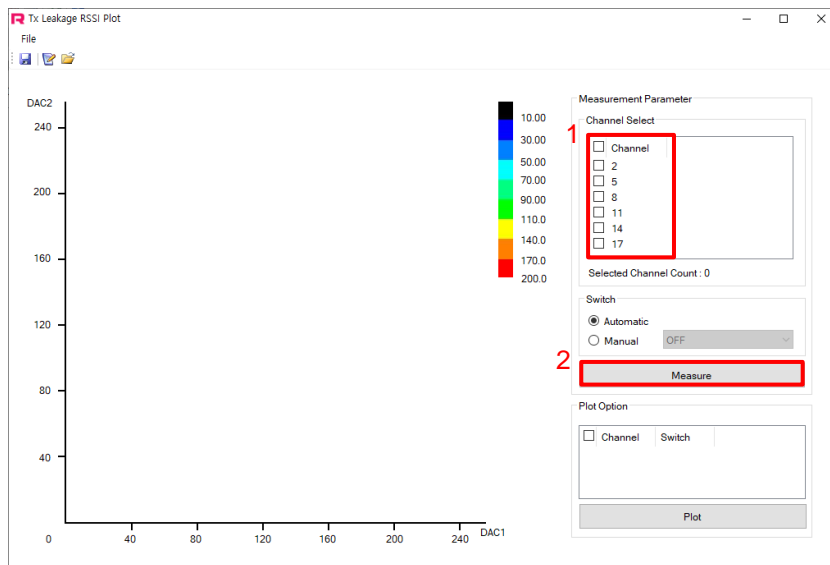 Tx Leakage RSSI Plot
File
DAC2
240
200
160
120
80
40
0
40
80
120
160
200
240
DAC1
10.00
30.00
50.00
70.00
90.00
110.0
140.0
170.0
200.0
Measurement Parameter
Channel Select
1
Channel
2
5
8
11
14
17
Selected Channel Count : 0
Switch
Automatic
Manual OFF
2
Measure
Plot Option
Channel Switch
Plot